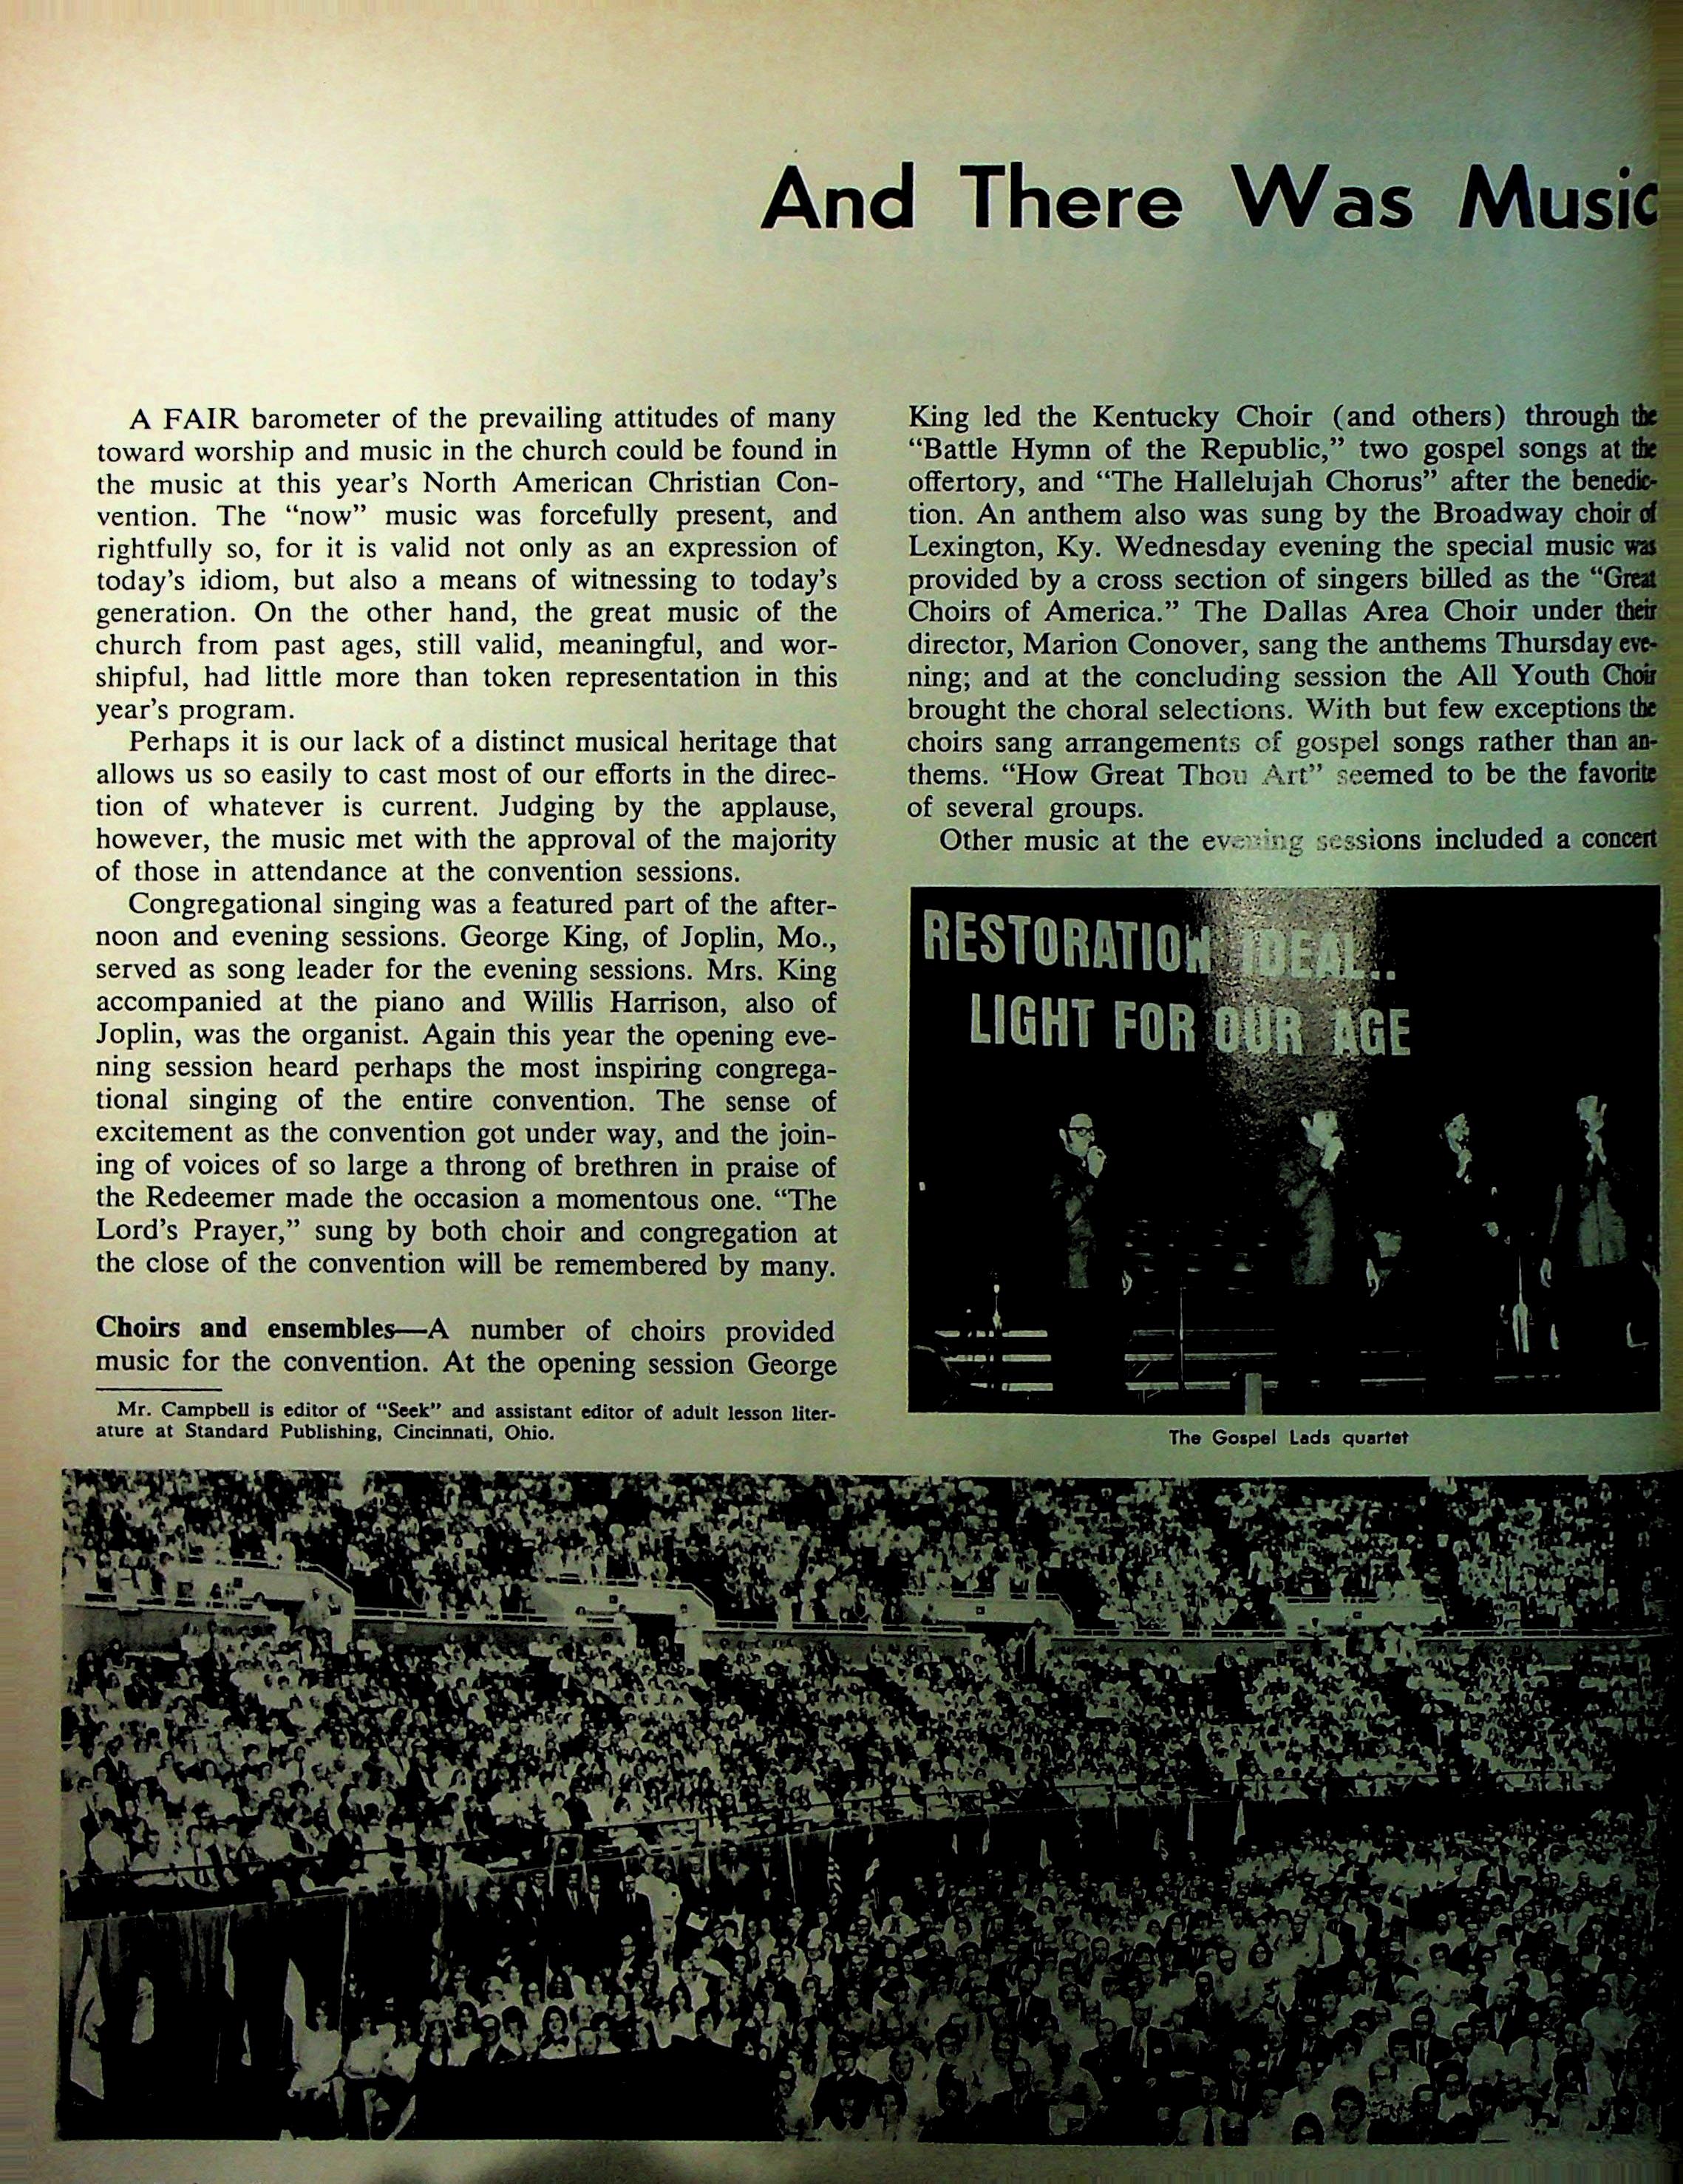 And There Was Music
A FAIR barometer of the prevailing attitudes of many
toward worship and music in the church could be found in
the music at this year's North American Christian Con-
vention. The “now” music was forcefully present, and
rightfully so, for it is valid not only as an expression of
today's idiom, but also a means of witnessing to today's
generation. On the other hand, the great music of the
church from past ages, still valid, meaningful, and wor-
shipful, had little more than token representation in this
year's program.
Perhaps it is our lack of a distinct musical heritage that
allows us so easily to cast most of our efforts in the direc-
tion of whatever is current. Judging by the applause,
however, the music met with the approval of the majority
of those in attendance at the convention sessions.
Congregational singing was a featured part of the after-
noon and evening sessions. George King, of Joplin, Mo.,
served as song leader for the evening sessions. Mrs. King
accompanied at the piano and Willis Harrison, also of
Joplin, was the organist. Again this year the opening eve-
ning session heard perhaps the most inspiring congrega-
tional singing of the entire convention. The sense of
excitement as the convention got under way, and the join-
ing of voices of so large a throng of brethren in praise of
the Redeemer made the occasion a momentous one. “The
Lord's Prayer,” sung by both choir and congregation at
the close of the convention will be remembered by many.
Choirs and ensembles—A number of choirs provided
music for the convention. At the opening session George
Mr. Campbell is editor of “Seek” and assistant editor of adult lesson liter-
ature at Standard Publishing, Cincinnati, Ohio.
King led the Kentucky Choir (and others) through the
“Battle Hymn of the Republic,” two gospel songs at the
offertory, and “The Hallelujah Chorus” after the benedic-
tion. An anthem also was sung by the Broadway choir of
Lexington, Ky. Wednesday evening the special music was
provided by a cross section of singers billed as the “Great
Choirs of America.” The Dallas Area Choir under their
director, Marion Conover, sang the anthems Thursday eve-
ning; and at the concluding session the All Youth Choir
brought the choral selections. With but few exceptions the
choirs sang arrangements of gospel songs rather than an-
thems. “How Great Thou Art” seemed to be the favorite
of several groups.
Other music at the evening sessions included a concert
RESTORATION IDEAL..
LIGHT FOR OUR AGE
The Gospel Lads quartet